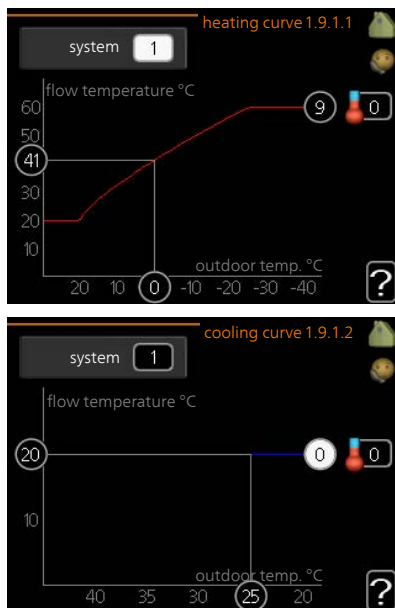 heating curve 1.9.1.1
system 1
flow temperature °C
60
9 0
50
41
30
20
10
outdoor temp. °C
20 10 0 -10 -20 -30 -40
?
cooling curve 1.9.1.2
system 1
flow temperature °C
20 0 0
10
outdoor temp. °C
40 35 30 25 20
?